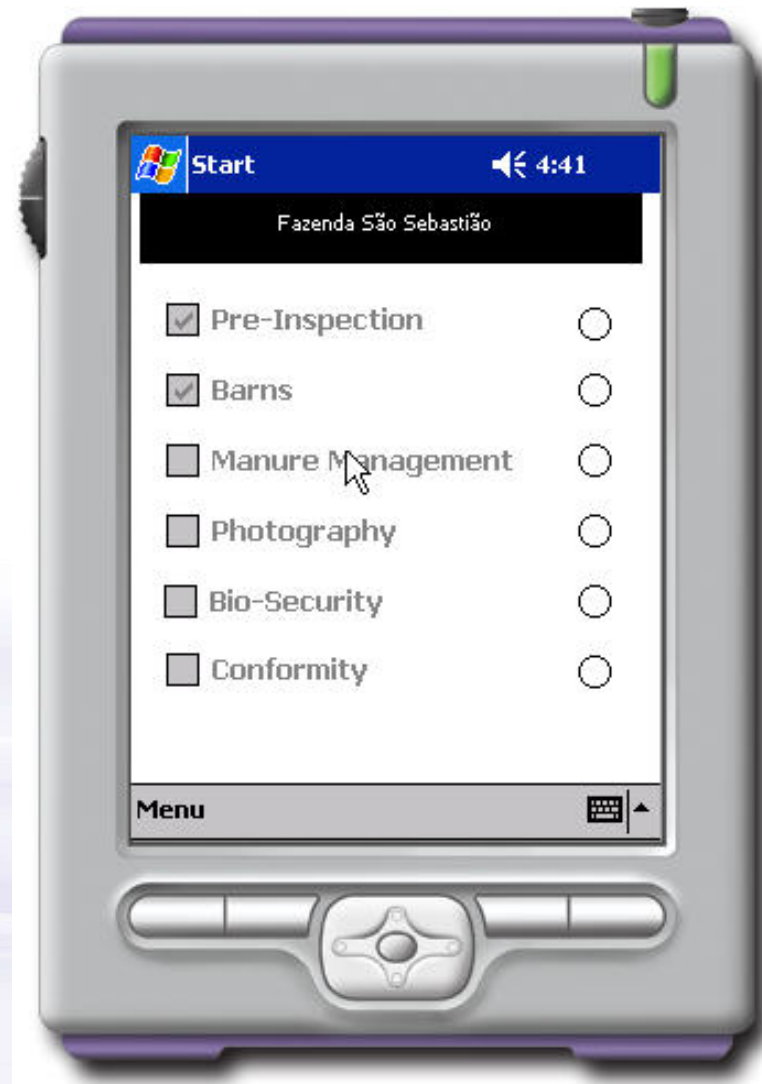 Start 4:41
Fazenda São Sebastião
Pre-Inspection
Barns
Manure Management
Photography
Bio-Security
Conformity
Menu